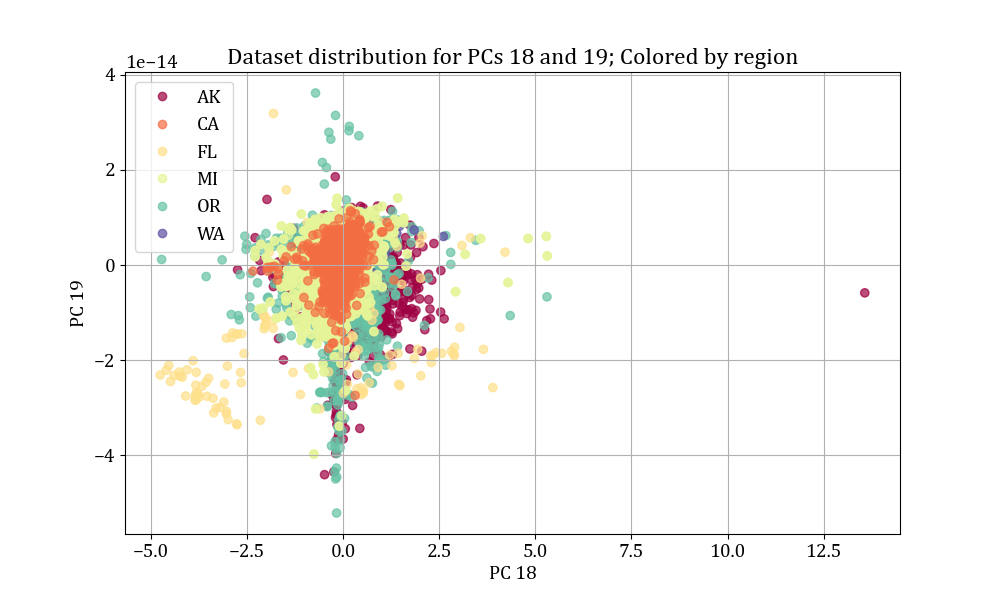 Dataset distribution for PCs 18 and 19; Colored by region
1e−14
AK
CA
FL
MI
OR
WA
4
2
0
−2
−4
PC 19
−5.0 −2.5 0.0 2.5 5.0 7.5 10.0 12.5
PC 18